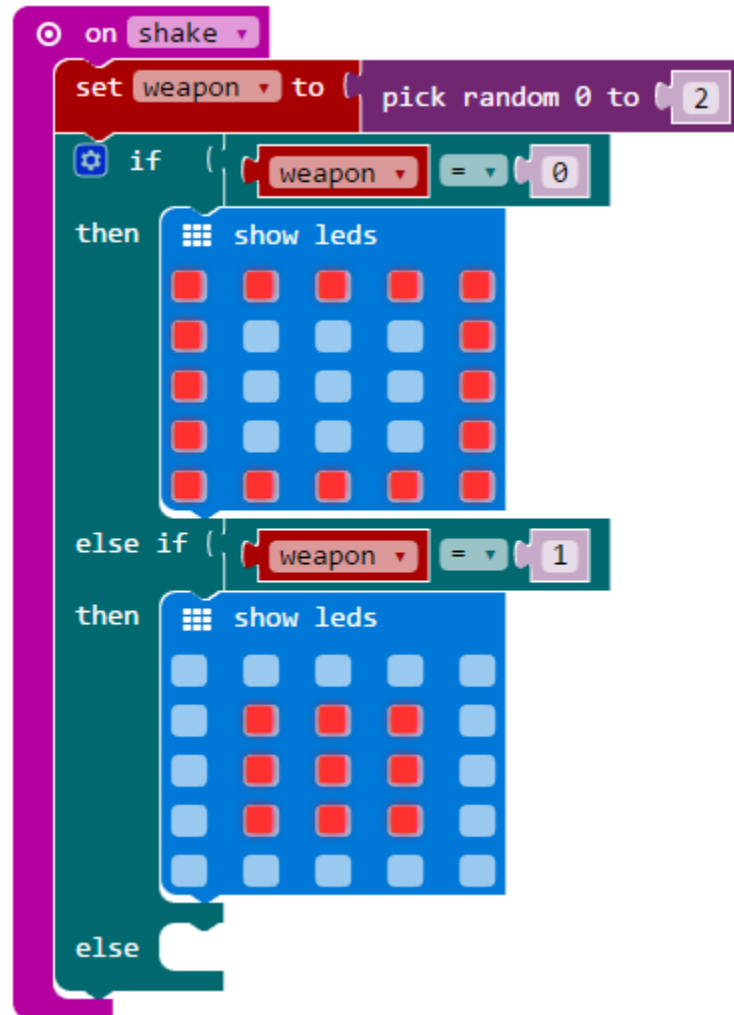 on shake
set weapon to pick random 0 to 2
if weapon = 0
then show leds
else if weapon = 1
then show leds
else